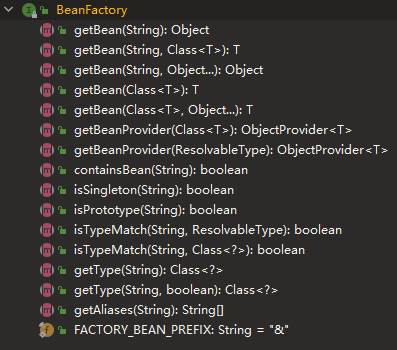 BeanFactory
getBean(String): Object
getBean(String, Class<T>): T
getBean(String, Object...): Object
getBean(Class<T>): T
getBean(Class<T>, Object...): T
getBeanProvider(Class<T>): ObjectProvider<T>
getBeanProvider(ResolvableType): ObjectProvider<T>
containsBean(String): boolean
isSingleton(String): boolean
isPrototype(String): boolean
isTypeMatch(String, ResolvableType): boolean
isTypeMatch(String, Class<?>): boolean
getType(String): Class<?>
getType(String, boolean): Class<?>
getAliases(String): String[]
FACTORY_BEAN_PREFIX: String = "&"